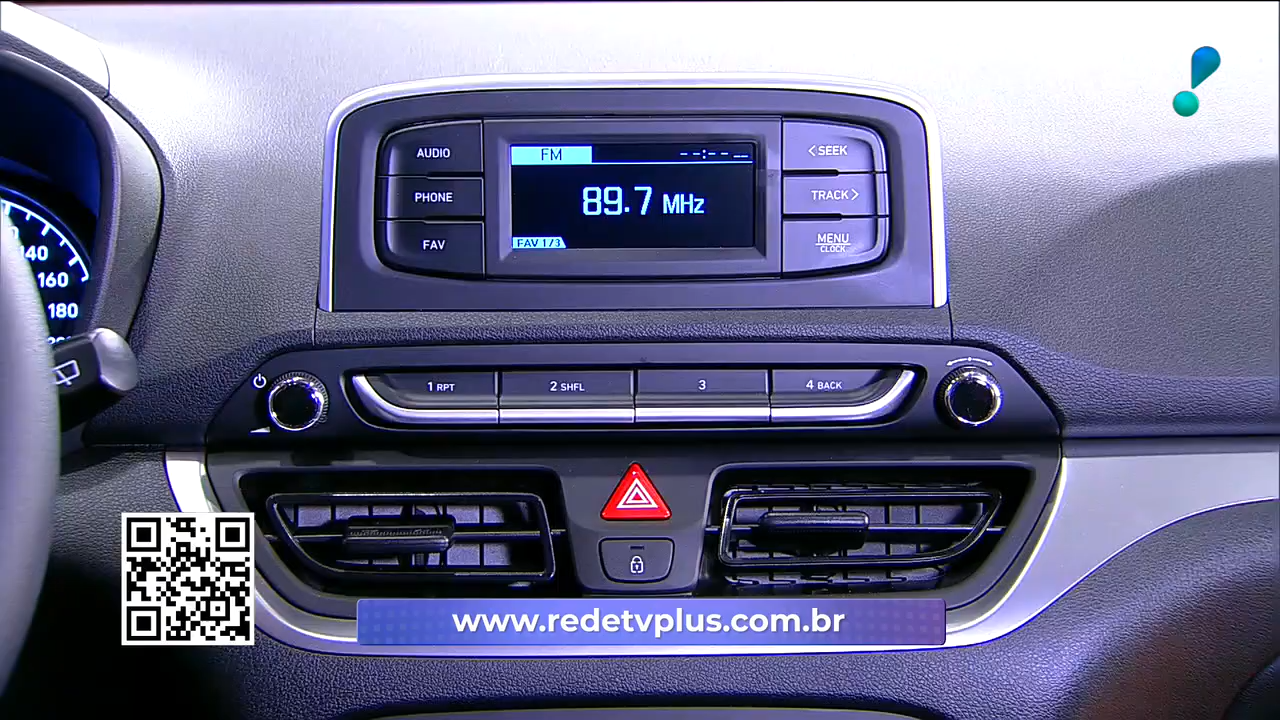 AUDIO
PHONE
FAV
FM
--:-- --
89.7 MHz
FAV 1/3
<SEEK
TRACK>
MENU
CLOCK
140
160
180
1 RPT
2 SHFL
3
4 BACK
www.redetvplus.com.br